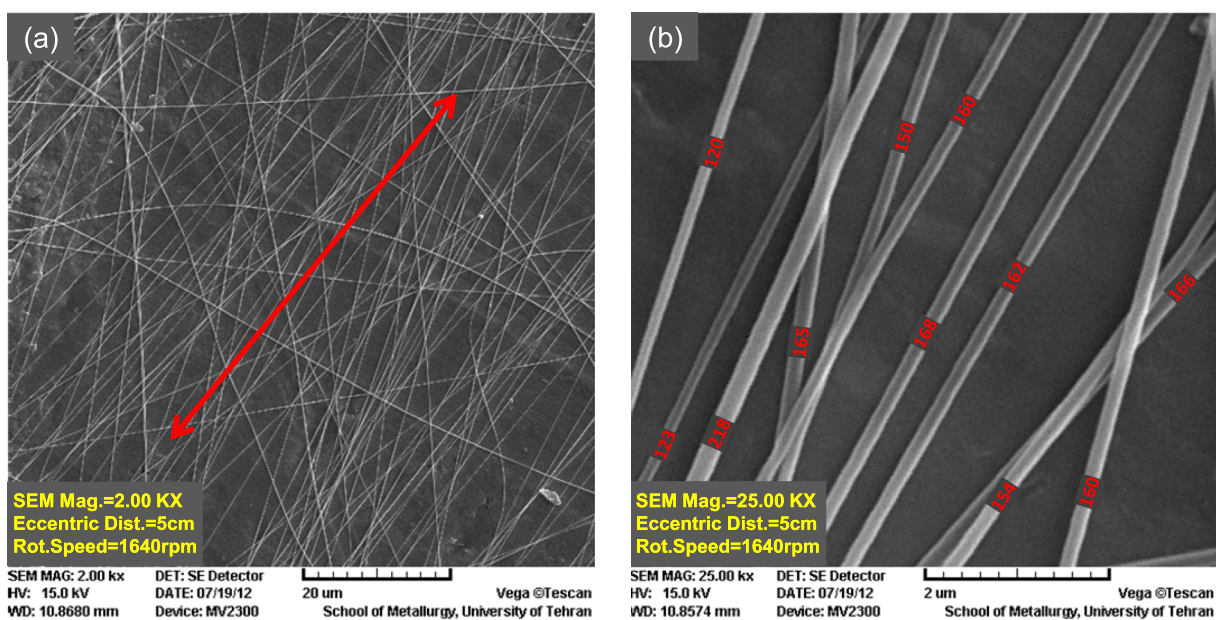 (a)
SEM Mag.=2.00 KX
Eccentric Dist.=5cm
Rot.Speed=1640rpm
SEM MAG: 2.00 kx DET: SE Detector
HV: 15.0 kV DATE: 07/19/12 20 um Vega ©Tescan
WD: 10.8680 mm Device: MV2300 School of Metallurgy, University of Tehran
(b)
120
150
160
162
166
165
168
123
218
154
160
SEM Mag.=25.00 KX
Eccentric Dist.=5cm
Rot.Speed=1640rpm
SEM MAG: 25.00 kx DET: SE Detector
HV: 15.0 kV DATE: 07/19/12 2 um Vega ©Tescan
WD: 10.8574 mm Device: MV2300 School of Metallurgy, University of Tehran